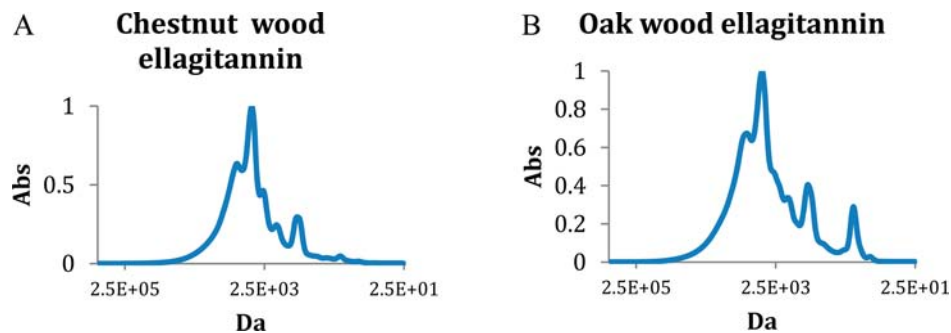 A
Chestnut wood
ellagitannin
Abs
1
0.5
0
2.5E+05
2.5E+03
2.5E+01
Da
B
Oak wood ellagitannin
Abs
1
0.8
0.6
0.4
0.2
0
2.5E+05
2.5E+03
2.5E+01
Da